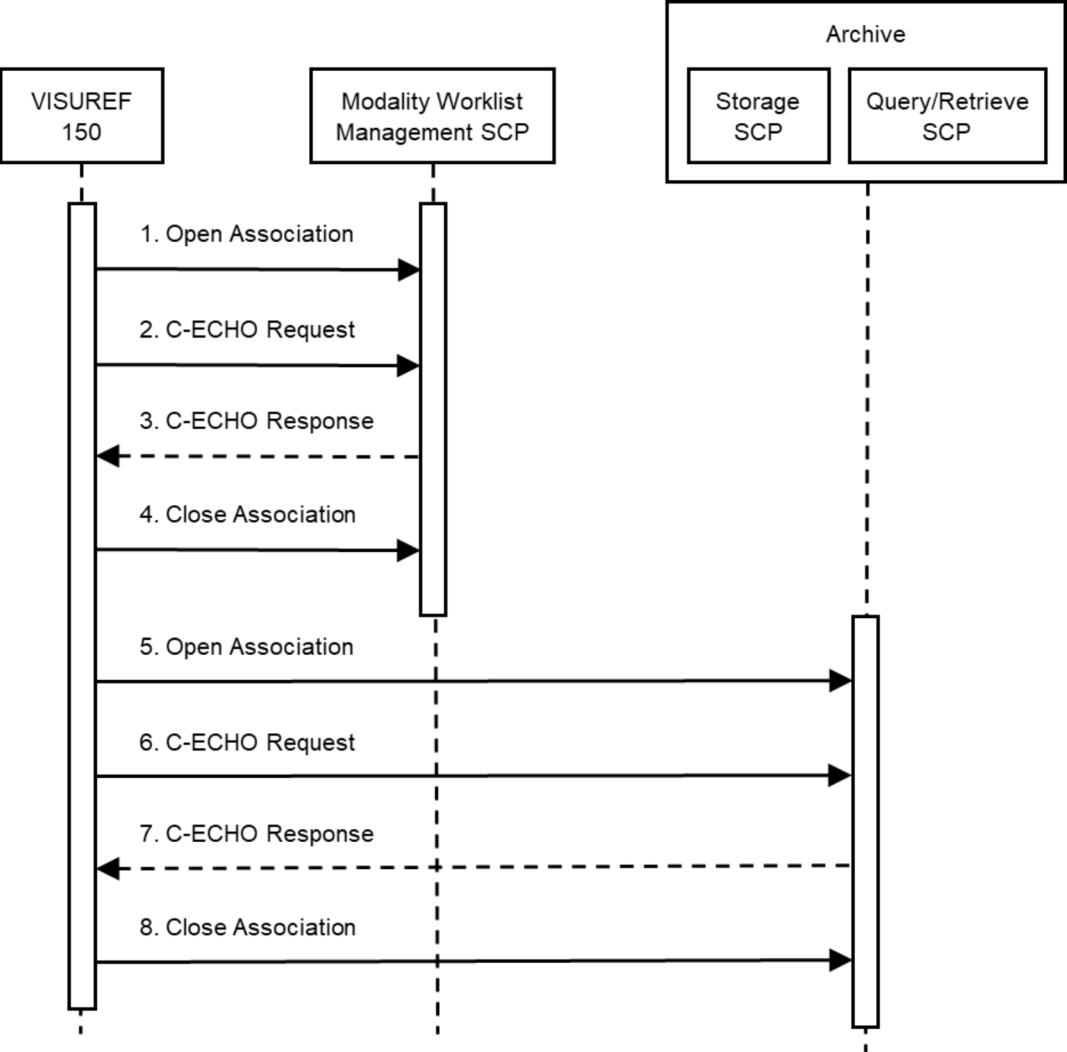 Archive
VISUREF
150
Modality Worklist
Management SCP
Storage
SCP
Query/Retrieve
SCP
1. Open Association
2. C-ECHO Request
3. C-ECHO Response
4. Close Association
5. Open Association
6. C-ECHO Request
7. C-ECHO Response
8. Close Association